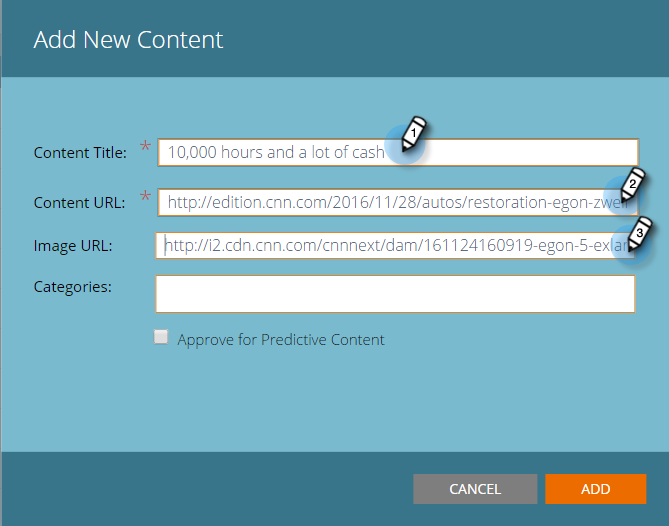 Add New Content
Content Title: * 10,000 hours and a lot of cash
1
Content URL: * http://edition.cnn.com/2016/11/28/autos/restoration-egon-zweif
2
Image URL: http://i2.cdn.cnn.com/cnnnext/dam/161124160919-egon-5-exlar
3
Categories:
Approve for Predictive Content
CANCEL ADD